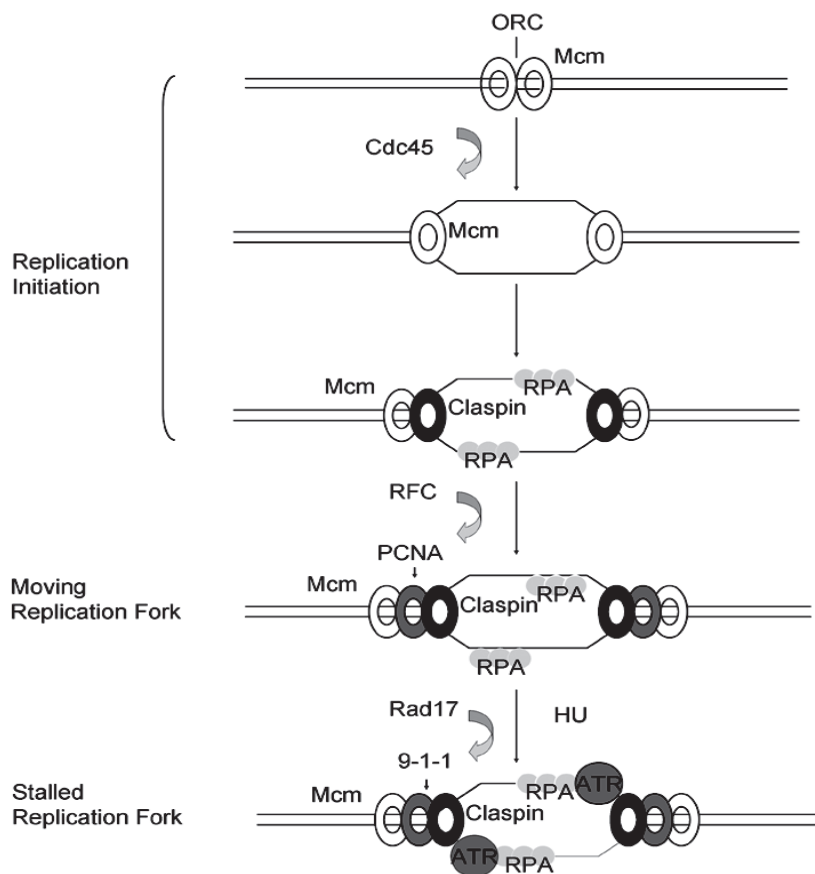 ORC
Mcm
Cdc45
Mcm
Replication
Initiation
Mcm
RPA
Claspin
RPA
RFC
PCNA
Moving
Replication Fork
Mcm
RPA
Claspin
RPA
Rad17
HU
9-1-1
Stalled
Replication Fork
Mcm
ATR
RPA
Claspin
ATR
RPA